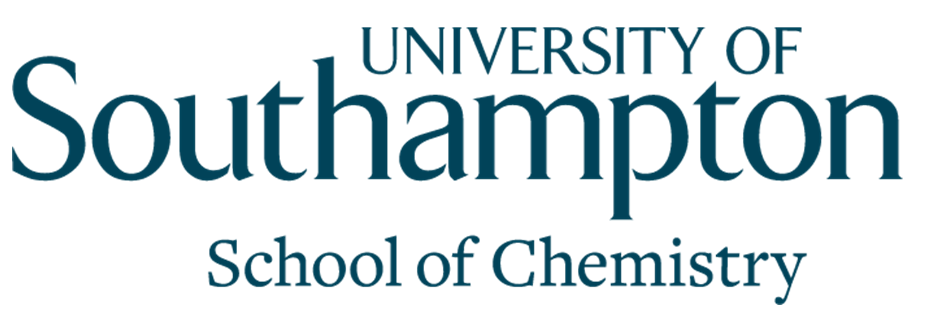 UNIVERSITY OF
Southampton
School of Chemistry